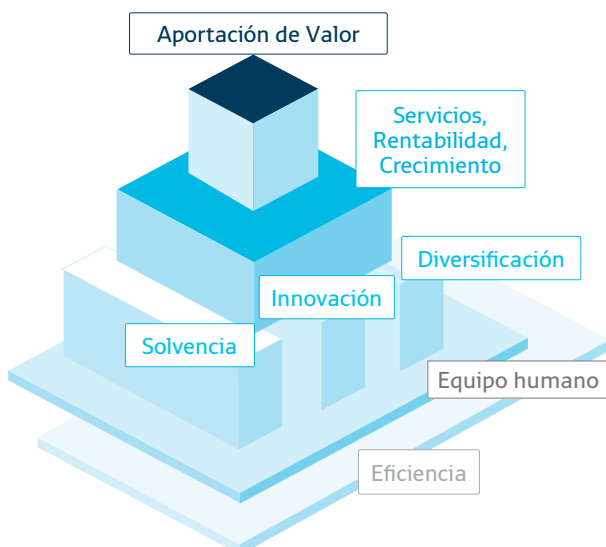 Aportación de Valor
Servicios,
Rentabilidad,
Crecimiento
Diversificación
Innovación
Solvencia
Equipo humano
Eficiencia